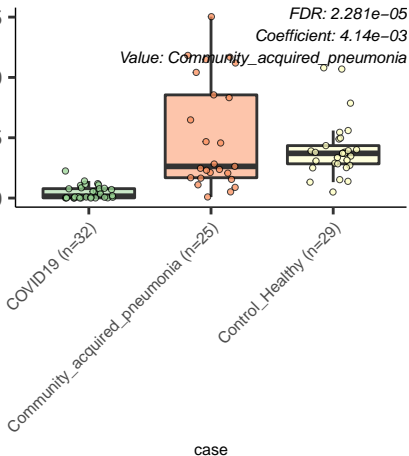 FDR: 2.281e−05
Coefficient: 4.14e−03
Value: Community_acquired_pneumonia
COVID19 (n=32)
Community_acquired_pneumonia (n=25)
Control_Healthy (n=29)
case